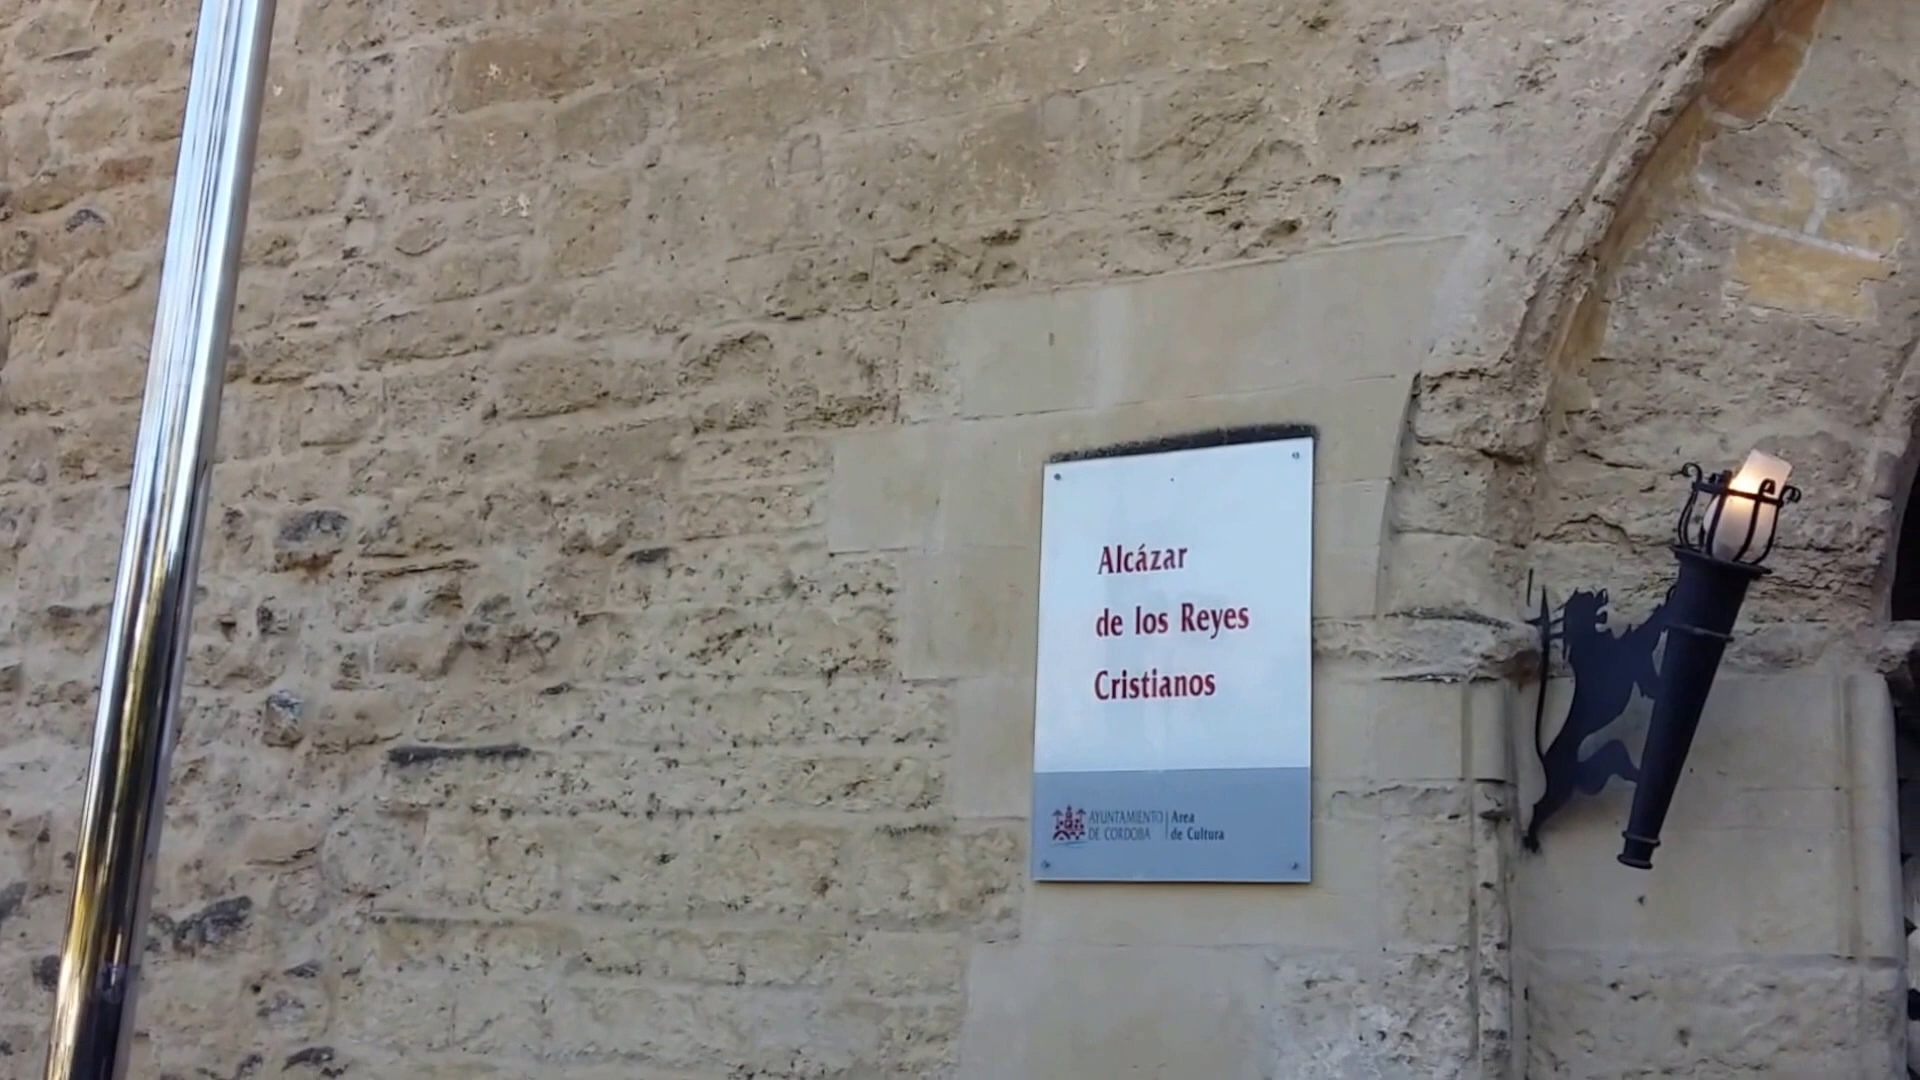 Alcázar
de los Reyes
Cristianos
AYUNTAMIENTO
DE CORDOBA
Area
de Cultura